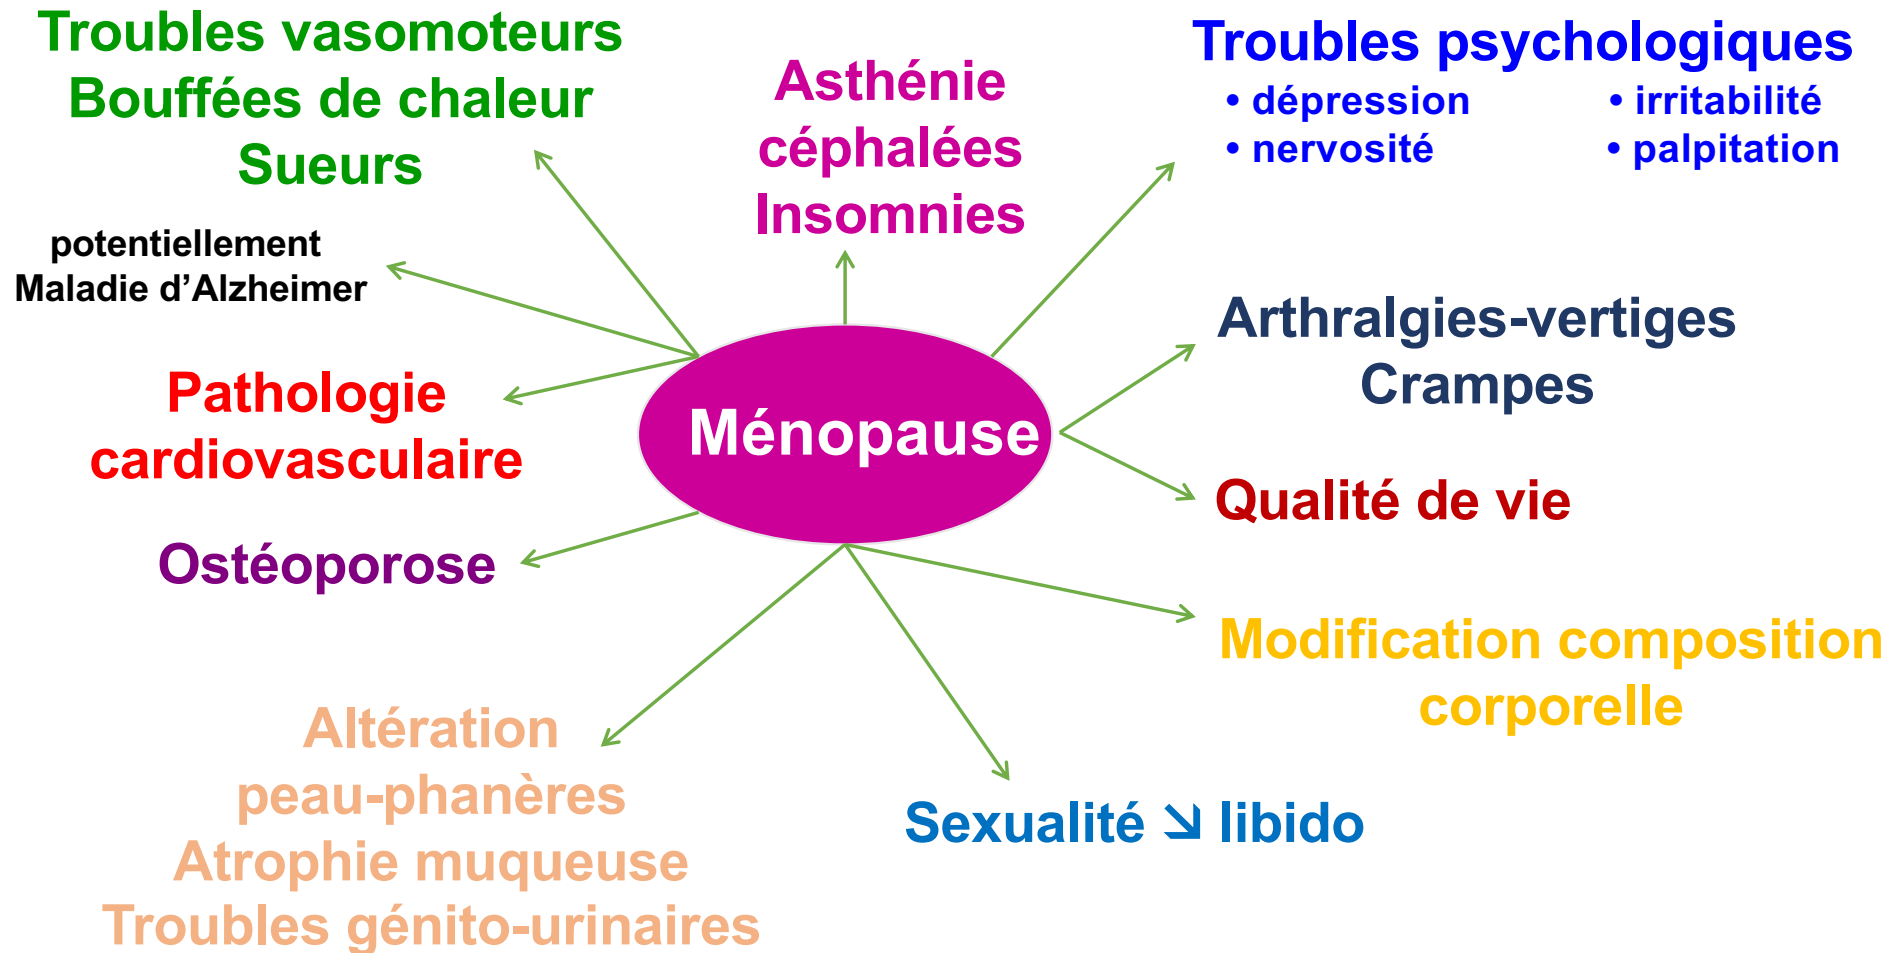 Troubles vasomoteurs
Bouffées de chaleur
Sueurs
Asthénie
céphalées
Insomnies
Troubles psychologiques
• dépression • irritabilité
• nervosité • palpitation
potentiellement
Maladie d’Alzheimer
Arthralgies-vertiges
Crampes
Pathologie
cardiovasculaire
Ménopause
Qualité de vie
Ostéoporose
Modification composition
corporelle
Altération
peau-phanères
Atrophie muqueuse
Troubles génito-urinaires
Sexualité ➘ libido